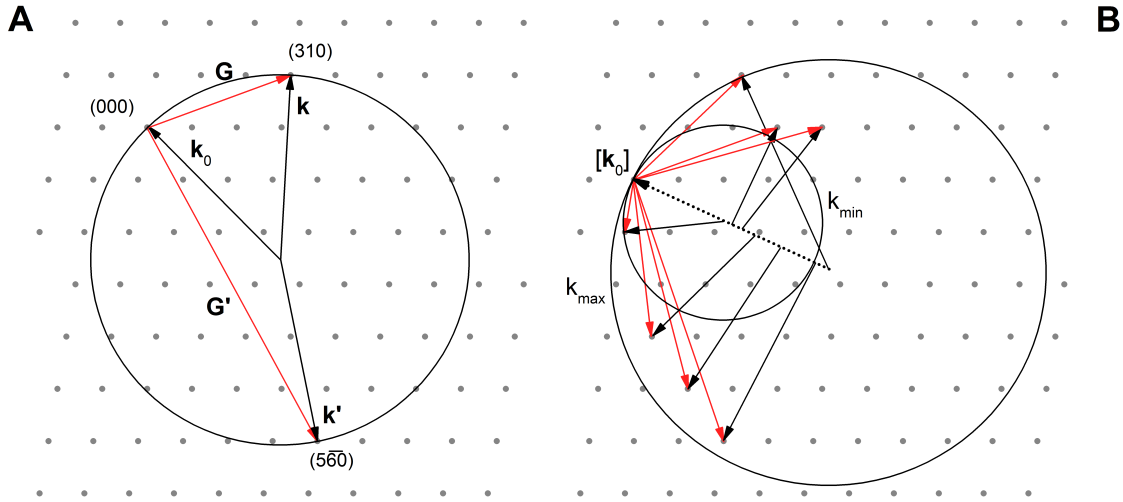 A
B
(310)
G
(000)
k
k₀
[k₀]
kₘᵢₙ
kₘₐₓ
G'
k'
(56̅0̅)